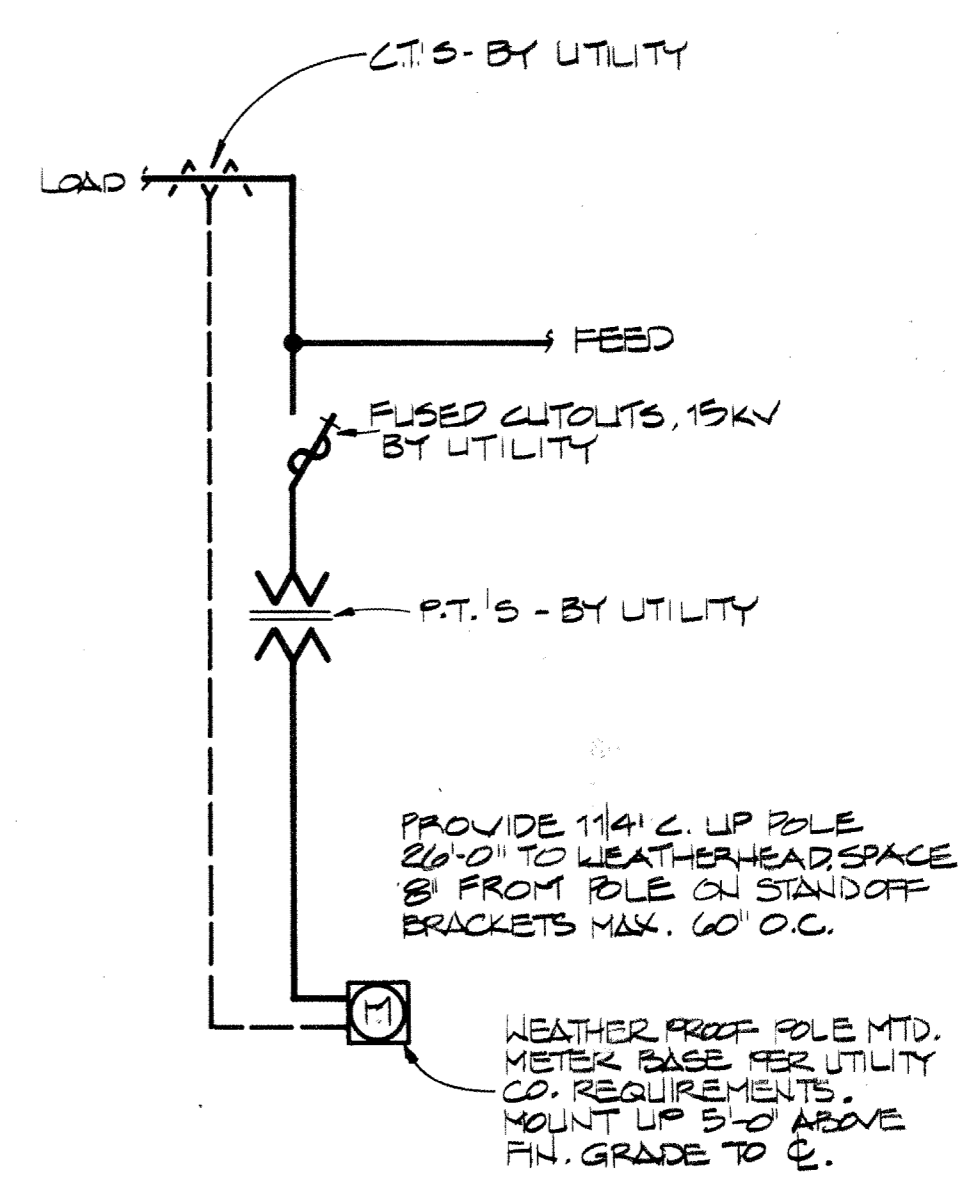 C.T.'S - BY UTILITY
LOAD
FEED
FUSED CUTOUTS, 15KV
BY UTILITY
P.T.'S - BY UTILITY
PROVIDE 1 1/4" C. UP POLE
26'-0" TO WEATHERHEAD. SPACE
8" FROM POLE ON STANDOFF
BRACKETS MAX. 60" O.C.
M
WEATHER PROOF POLE MTD.
METER BASE PER UTILITY
CO. REQUIREMENTS.
MOUNT UP 5'-0" ABOVE
FIN. GRADE TO ℄.